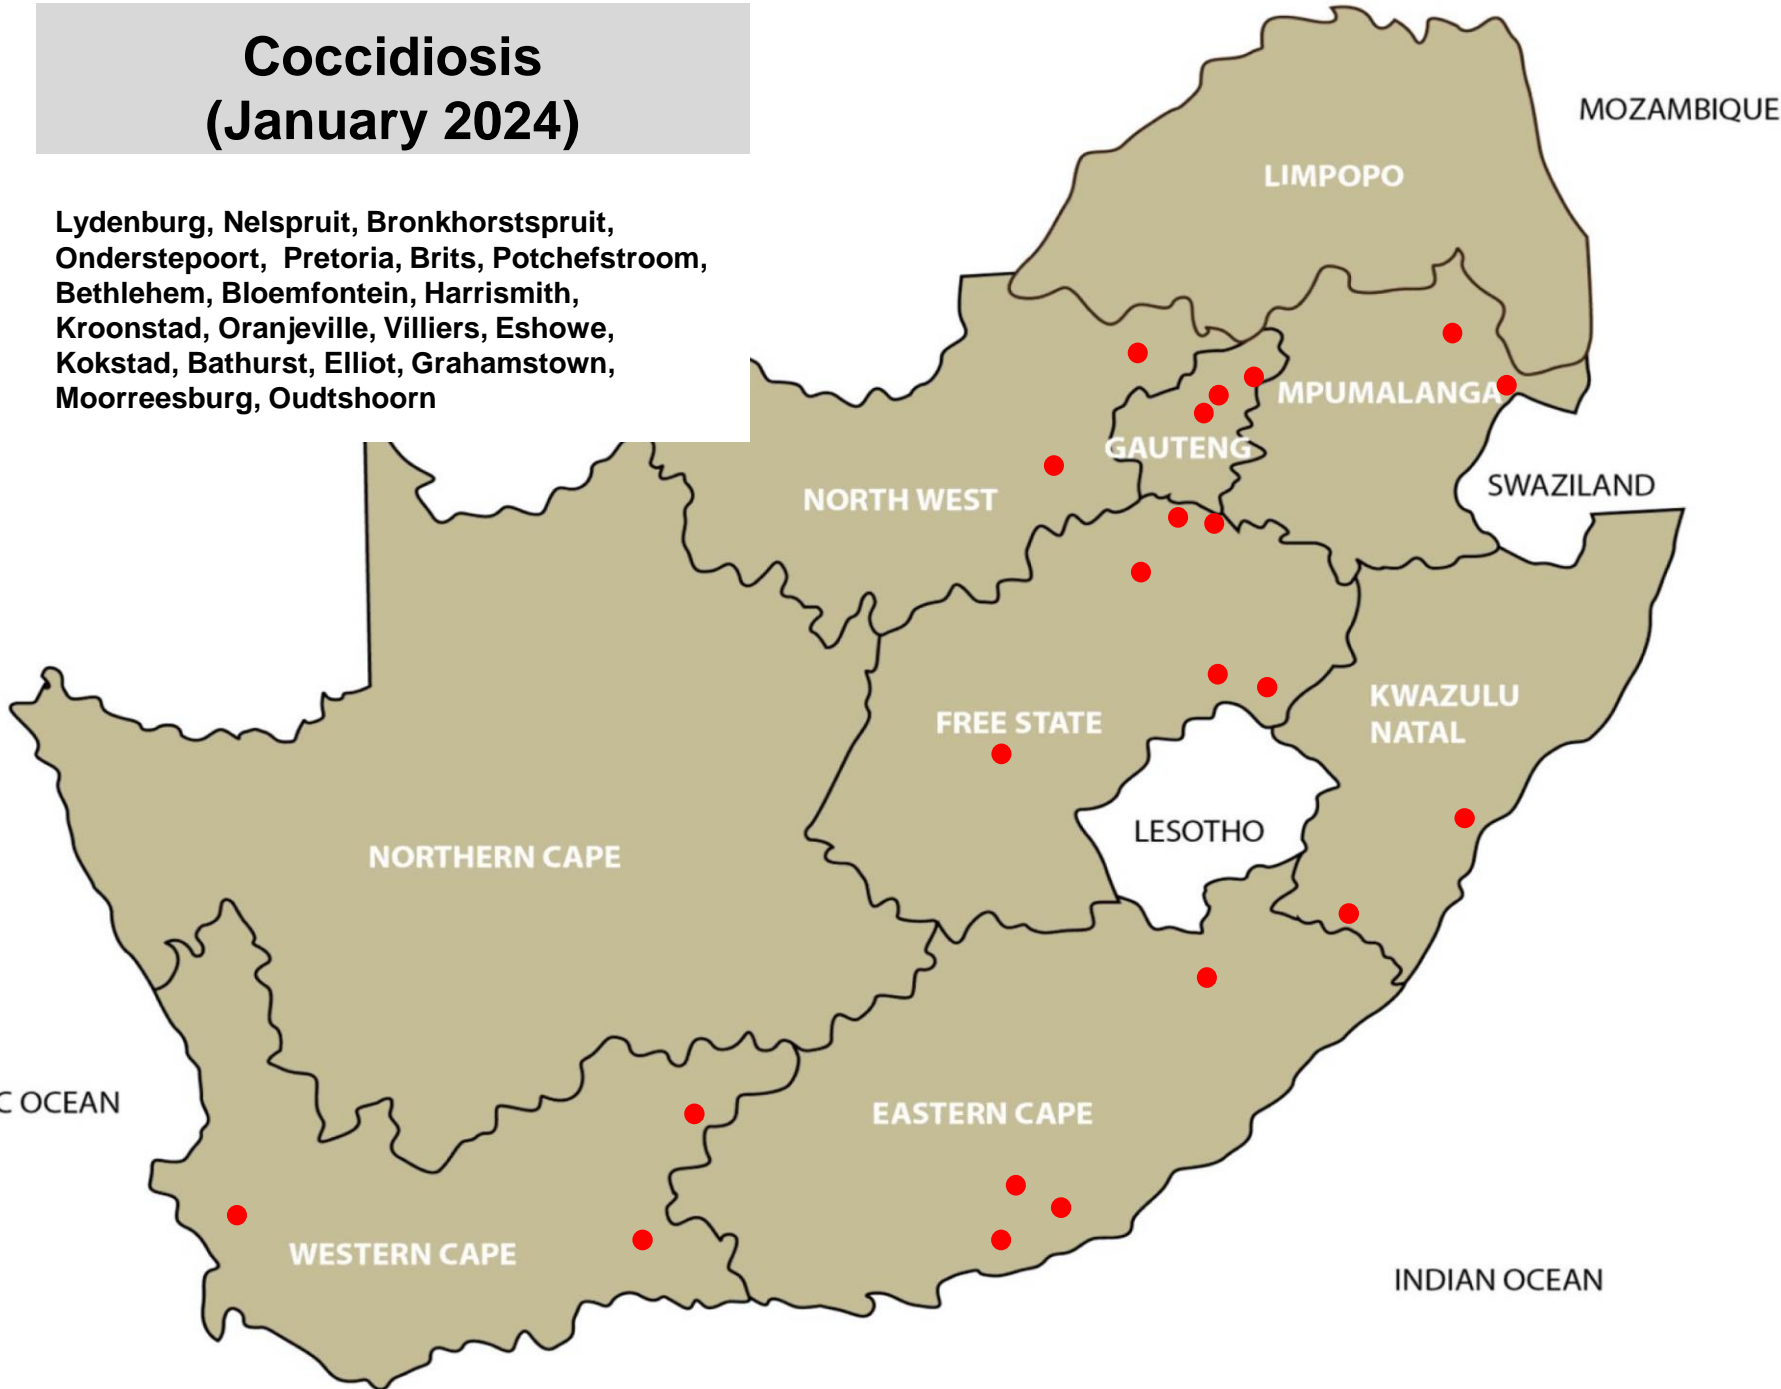 Coccidiosis
(January 2024)
MOZAMBIQUE
LIMPOPO
Lydenburg, Nelspruit, Bronkhorstspruit,
Onderstepoort, Pretoria, Brits, Potchefstroom,
Bethlehem, Bloemfontein, Harrismith,
Kroonstad, Oranjeville, Villiers, Eshowe,
Kokstad, Bathurst, Elliot, Grahamstown,
Moorreesburg, Oudtshoorn
MPUMALANGA
GAUTENG
SWAZILAND
NORTH WEST
KWAZULU
NATAL
FREE STATE
LESOTHO
NORTHERN CAPE
C OCEAN
EASTERN CAPE
WESTERN CAPE
INDIAN OCEAN